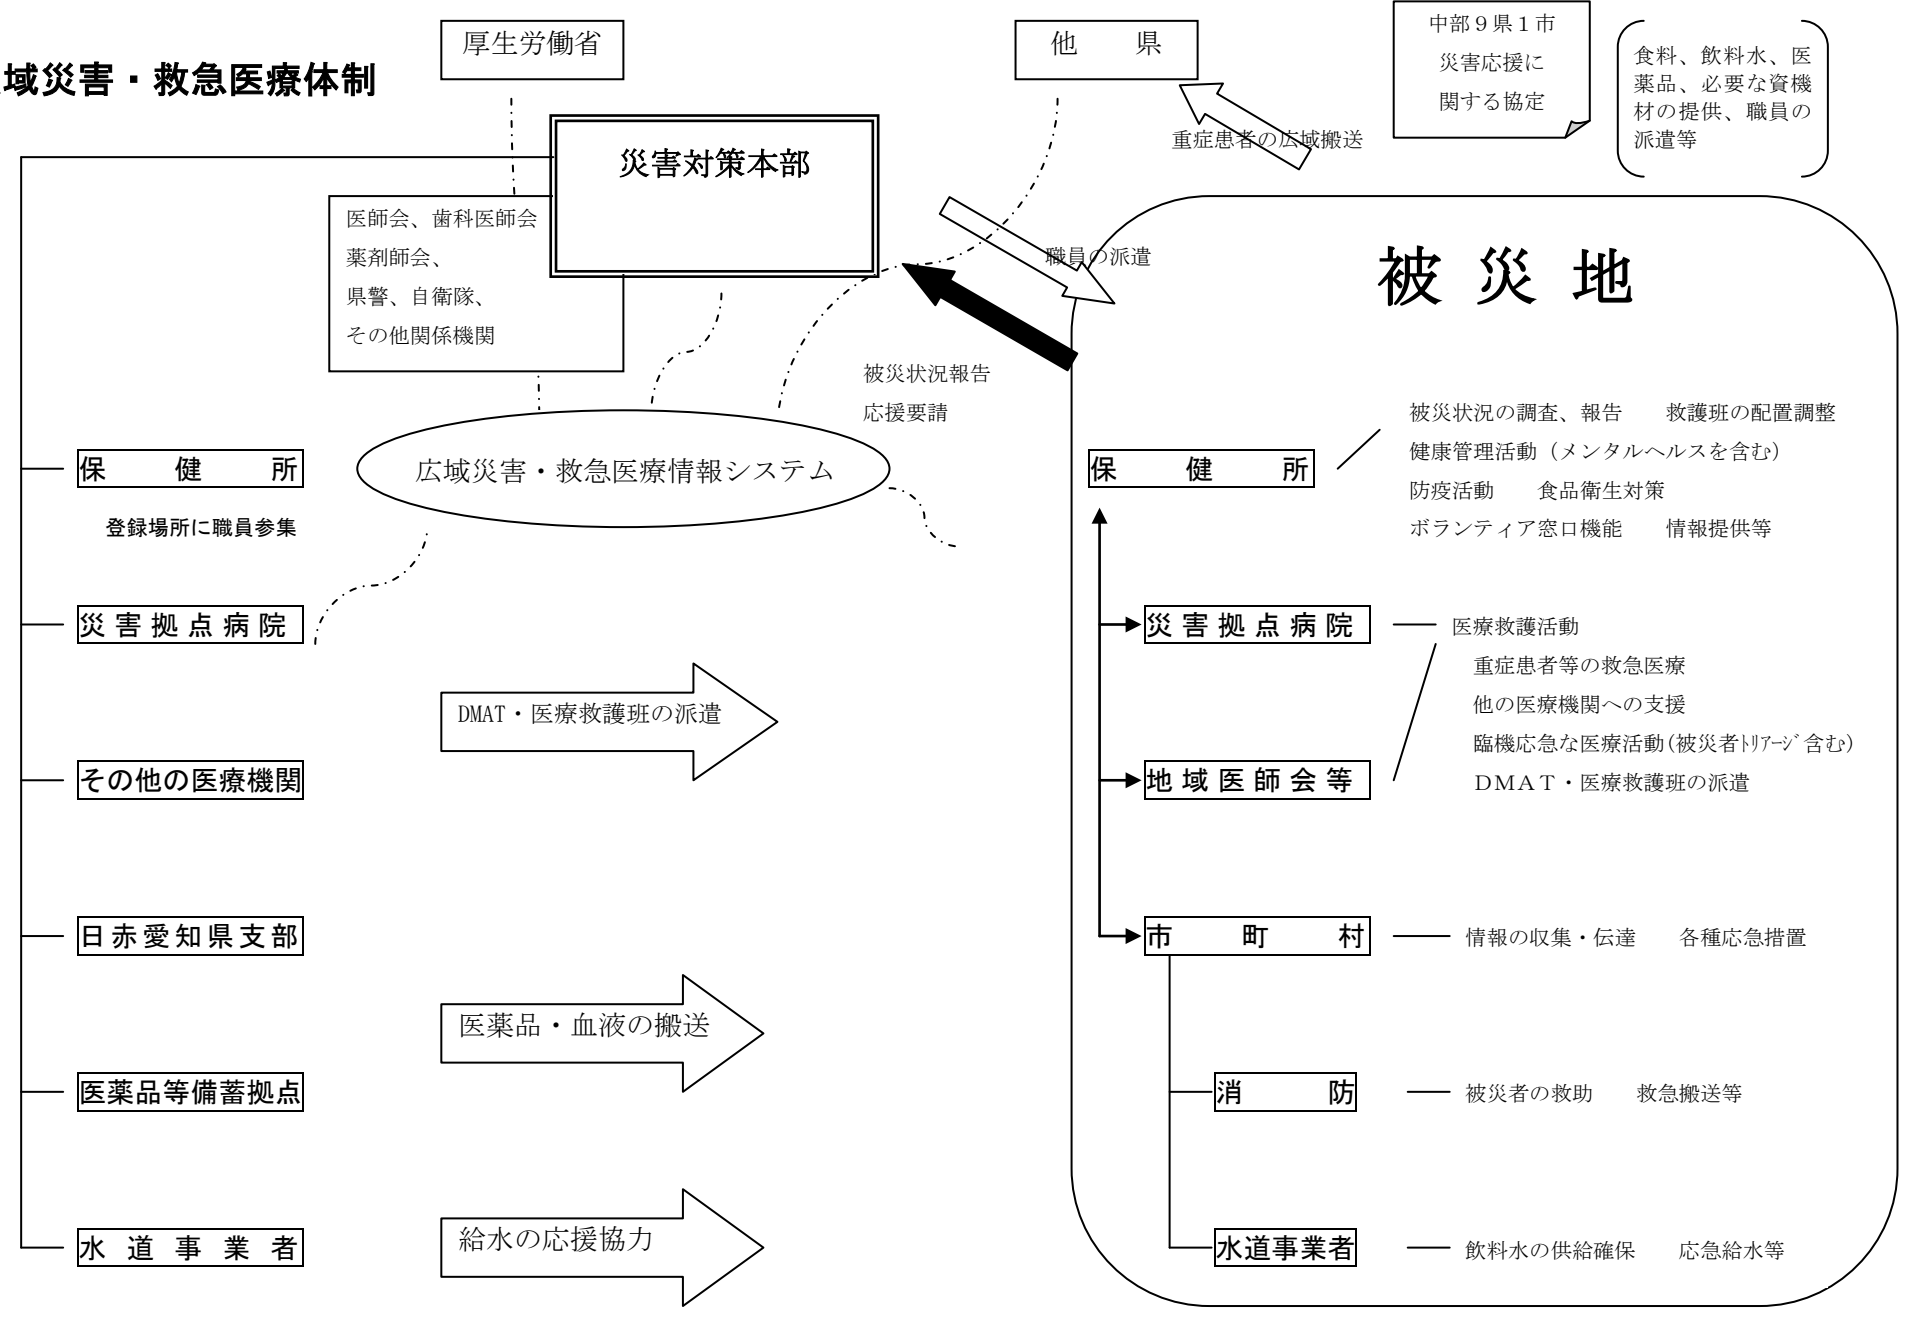 域災害・救急医療体制
厚生労働省
他　　県
中部９県１市
災害応援に
関する協定
食料、飲料水、医
薬品、必要な資機
材の提供、職員の
派遣等
重症患者の広域搬送
災害対策本部
医師会、歯科医師会
薬剤師会、
県警、自衛隊、
その他関係機関
職員の派遣
被災地
被災状況報告
応援要請
広域災害・救急医療情報システム
保　健　所
登録場所に職員参集
災害拠点病院
その他の医療機関
日赤愛知県支部
医薬品等備蓄拠点
水道事業者
DMAT・医療救護班の派遣
医薬品・血液の搬送
給水の応援協力
保　健　所
被災状況の調査、報告　　救護班の配置調整
健康管理活動（メンタルヘルスを含む）
防疫活動　　食品衛生対策
ボランティア窓口機能　　情報提供等
災害拠点病院
医療救護活動
重症患者等の救急医療
他の医療機関への支援
臨機応急な医療活動(被災者ﾄﾘｱｰｼﾞ含む)
ＤＭＡＴ・医療救護班の派遣
地域医師会等
市　町　村
情報の収集・伝達　　各種応急措置
消　　防
被災者の救助　　救急搬送等
水道事業者
飲料水の供給確保　　応急給水等